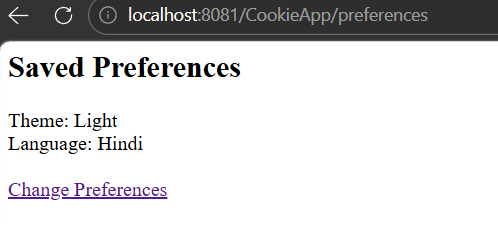 localhost:8081/CookieApp/preferences
Saved Preferences
Theme: Light
Language: Hindi
Change Preferences